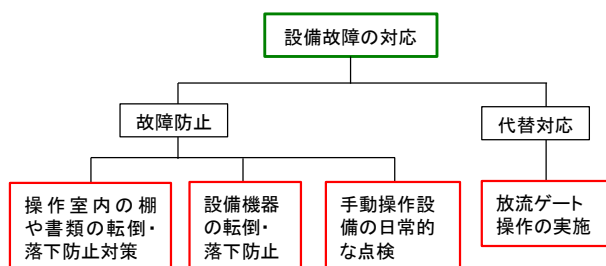 設備故障の対応
故障防止
代替対応
操作室内の棚
や書類の転倒・
落下防止対策
設備機器
の転倒・
落下防止
手動操作設
備の日常的
な点検
放流ゲート
操作の実施